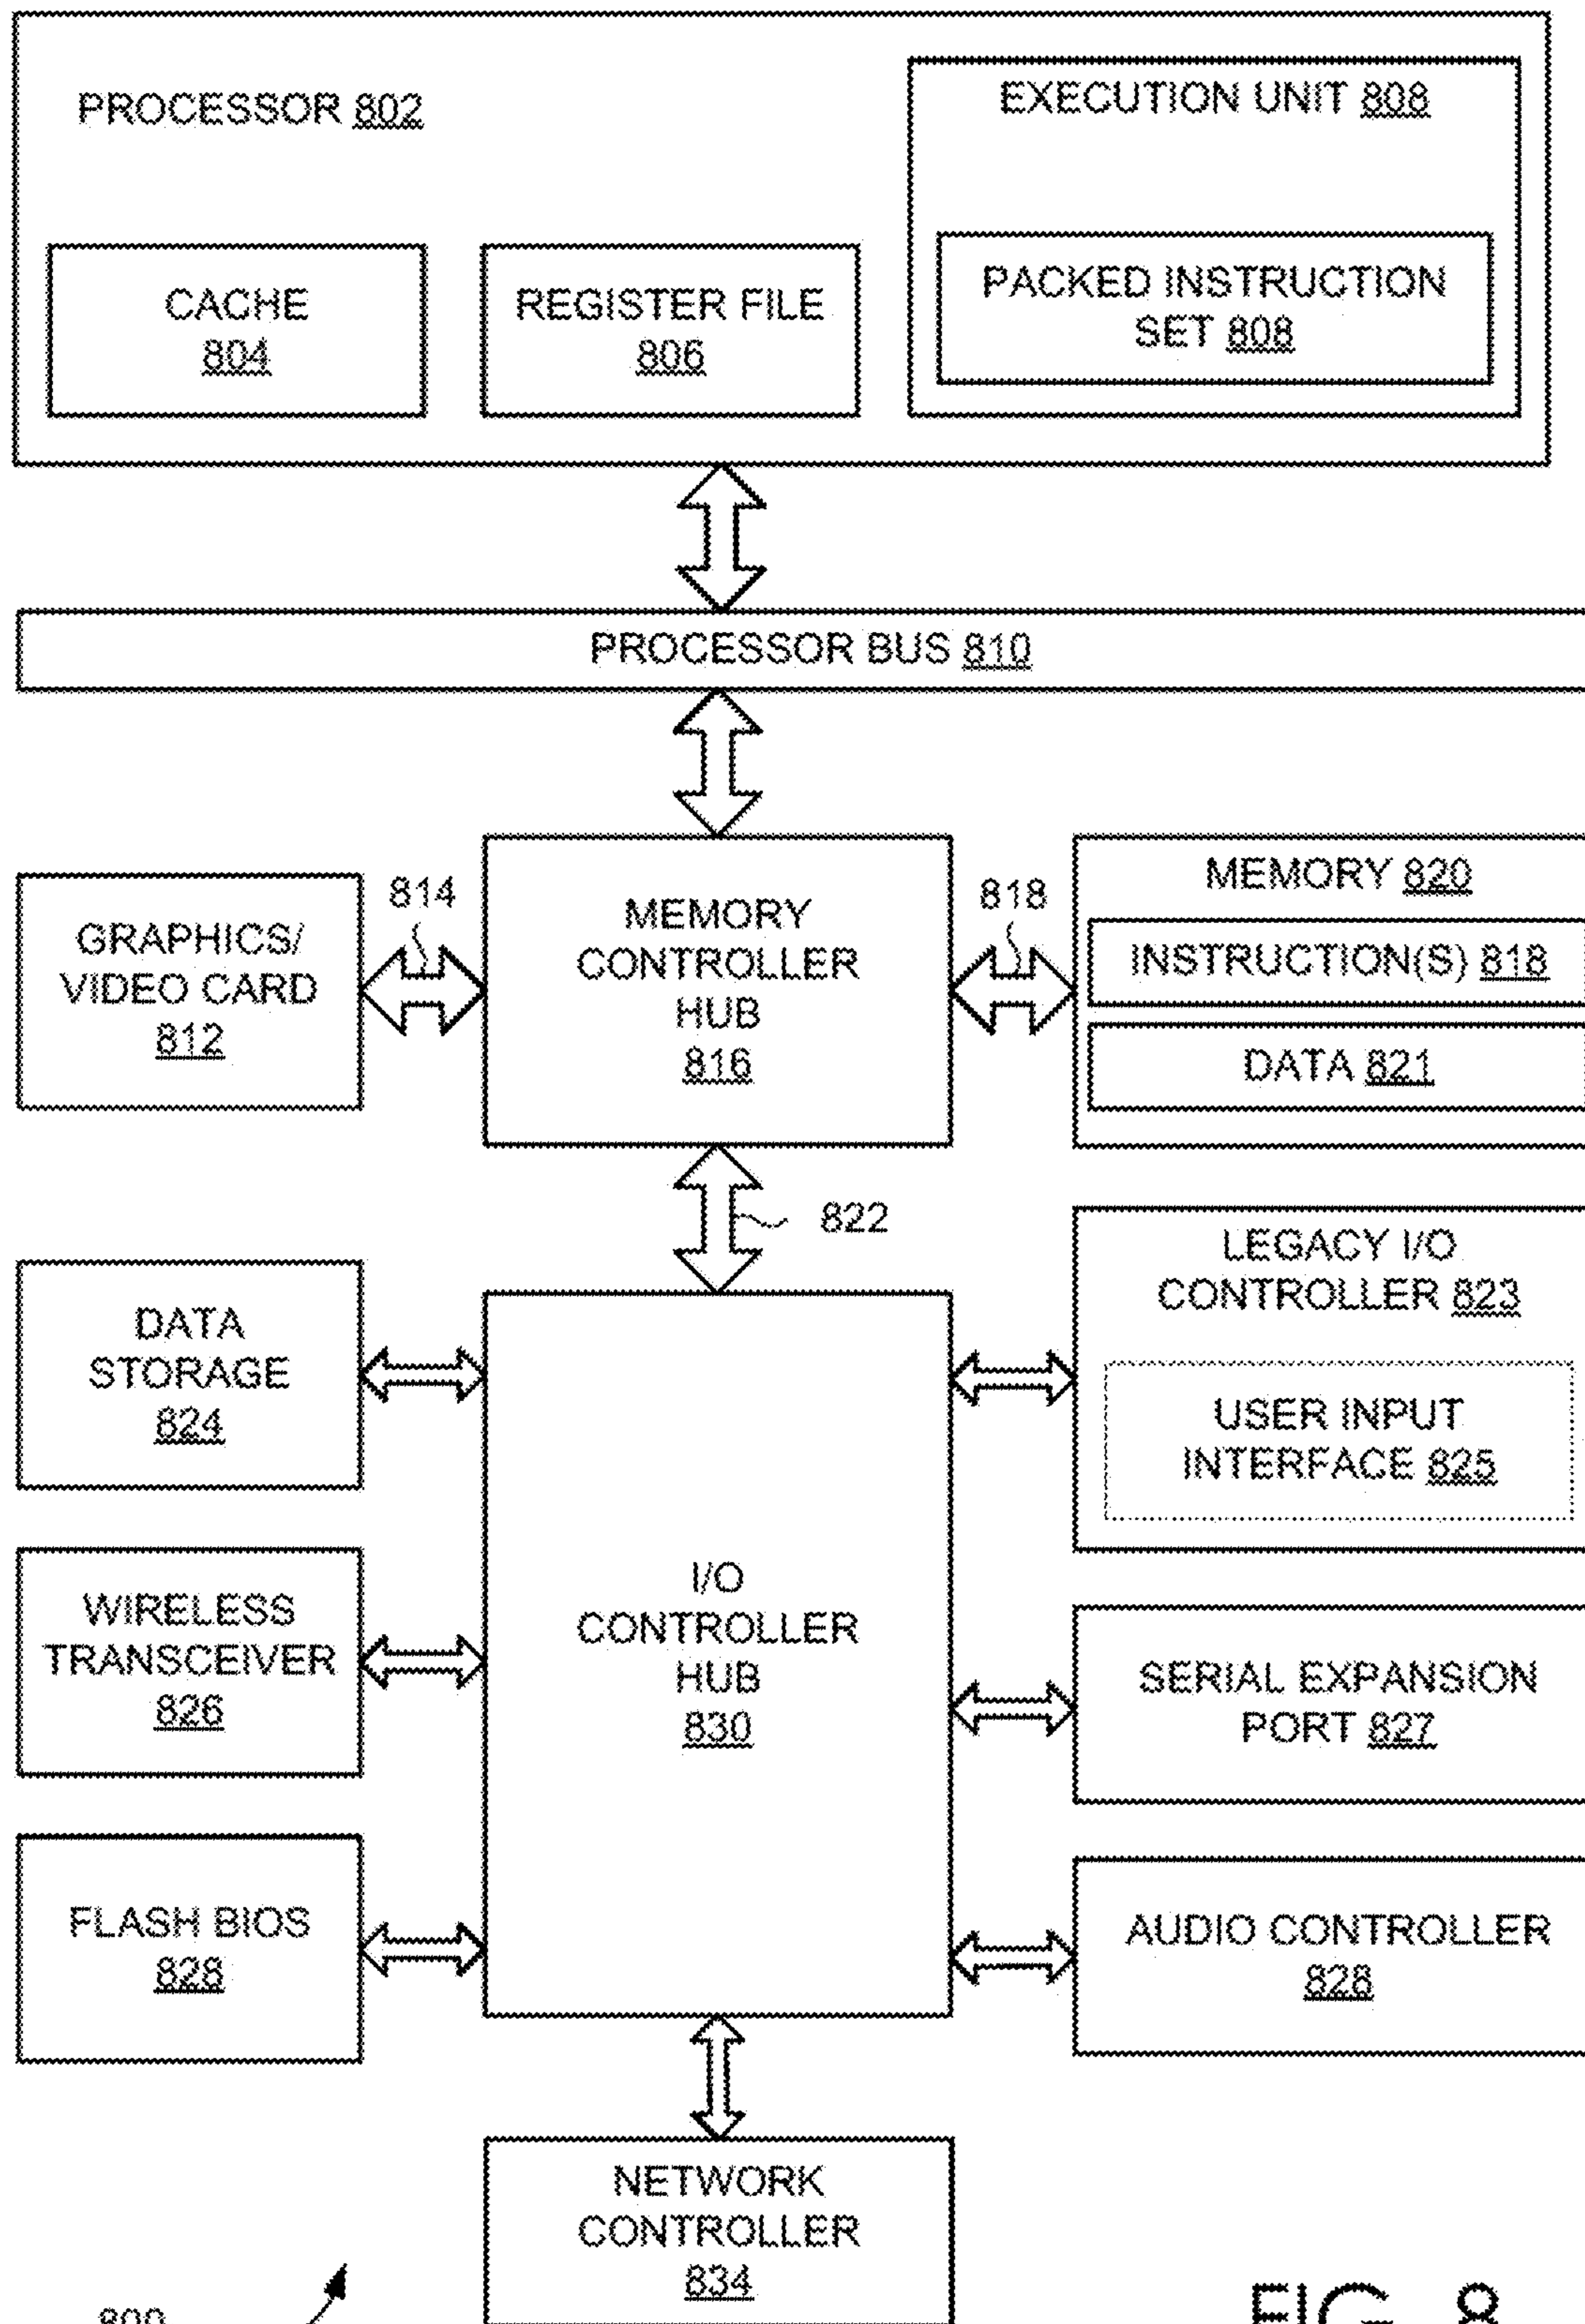 PROCESSOR 802
EXECUTION UNIT 808
CACHE
804
REGISTER FILE
806
PACKED INSTRUCTION
SET 808
PROCESSOR BUS 810
GRAPHICS/
VIDEO CARD
812
814
MEMORY
CONTROLLER
HUB
816
818
MEMORY 820
INSTRUCTION(S) 818
DATA 821
822
DATA
STORAGE
824
LEGACY I/O
CONTROLLER 823
USER INPUT
INTERFACE 825
WIRELESS
TRANSCEIVER
826
I/O
CONTROLLER
HUB
830
SERIAL EXPANSION
PORT 827
FLASH BIOS
828
AUDIO CONTROLLER
828
NETWORK
CONTROLLER
834
800
FIG. 8